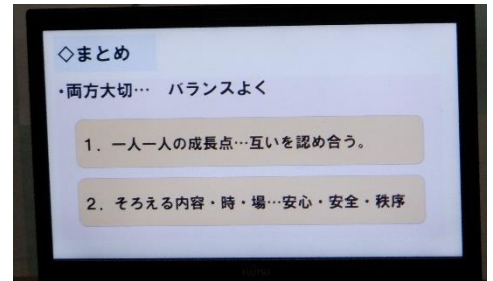 ◇まとめ
・両方大切… バランスよく
1．一人一人の成長点…互いを認め合う。
2．そろえる内容・時・場…安心・安全・秩序
FUJITSU